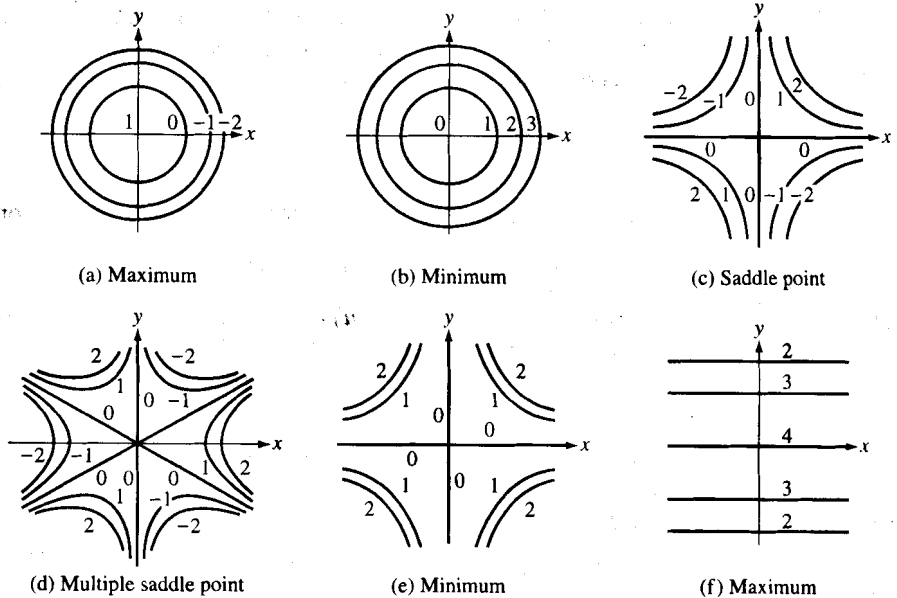 y
1 0 -1 -2 x
(a) Maximum
y
0 1 2 3 x
(b) Minimum
y
-2 -1 0 1 2
x
0 0
2 1 0 -1 -2
(c) Saddle point
y
2 -2
1 0 -1
0
-2 -1 1 2 x
0 0 0
1 -1
2 -2
(d) Multiple saddle point
y
2 2
1 1
0 0
x
0
1 0 1
2 2
(e) Minimum
y
2
3
4 x
3
2
(f) Maximum